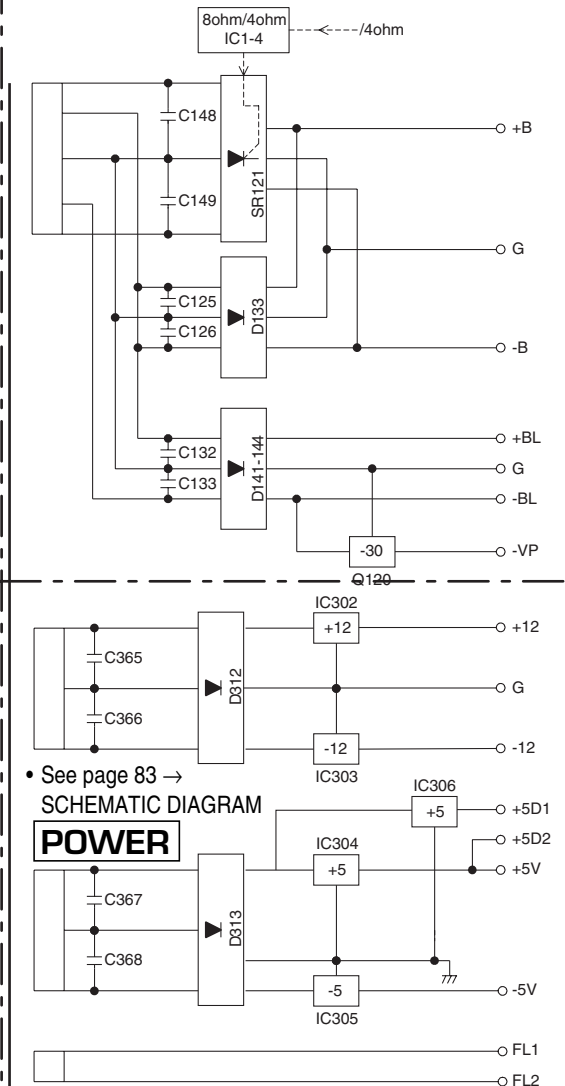 8ohm/4ohm
IC1-4
/4ohm
C148
C149
SR121
+B
G
C125
C126
D133
-B
C132
C133
D141-144
+BL
G
-BL
-30
Q120
-VP
IC302
+12
+12
C365
C366
D312
G
-12
IC303
-12
• See page 83 →
SCHEMATIC DIAGRAM
POWER
IC306
+5
+5D1
+5D2
IC304
+5
+5V
C367
C368
D313
-5
IC305
-5V
FL1
FL2